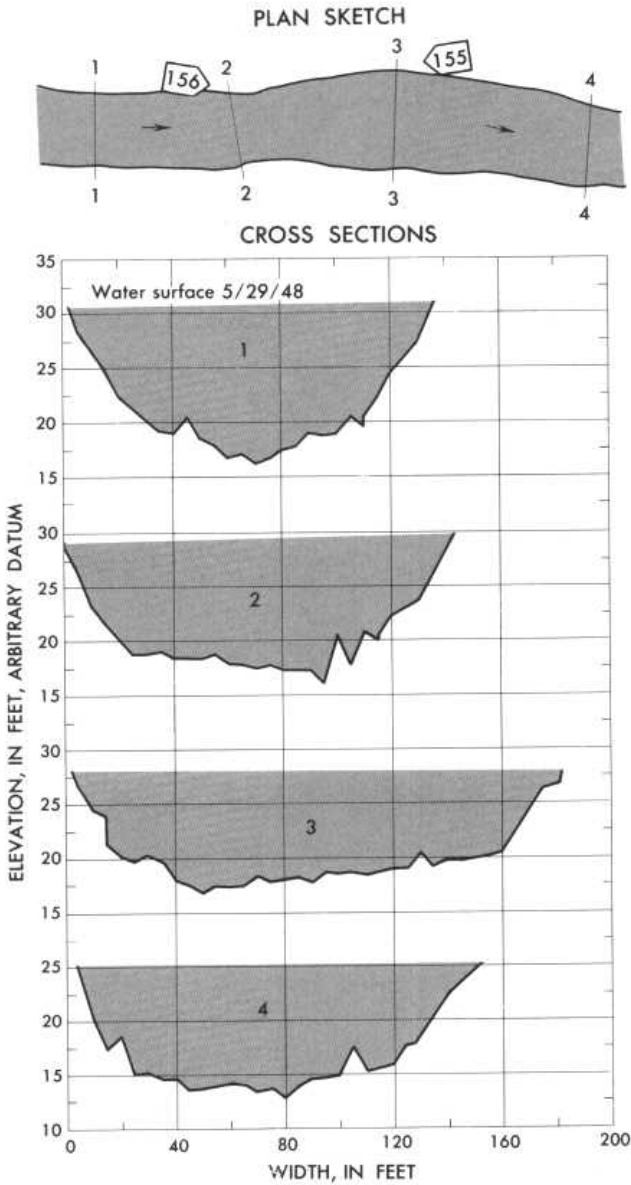 PLAN SKETCH
1 156 2 3 155 4
1 2 3 4
CROSS SECTIONS
35
Water surface 5/29/48
30
1
25
20
15
30
2
25
20
15
30
25
3
20
15
25
4
20
15
10
0 40 80 120 160 200
WIDTH, IN FEET
ELEVATION, IN FEET, ARBITRARY DATUM